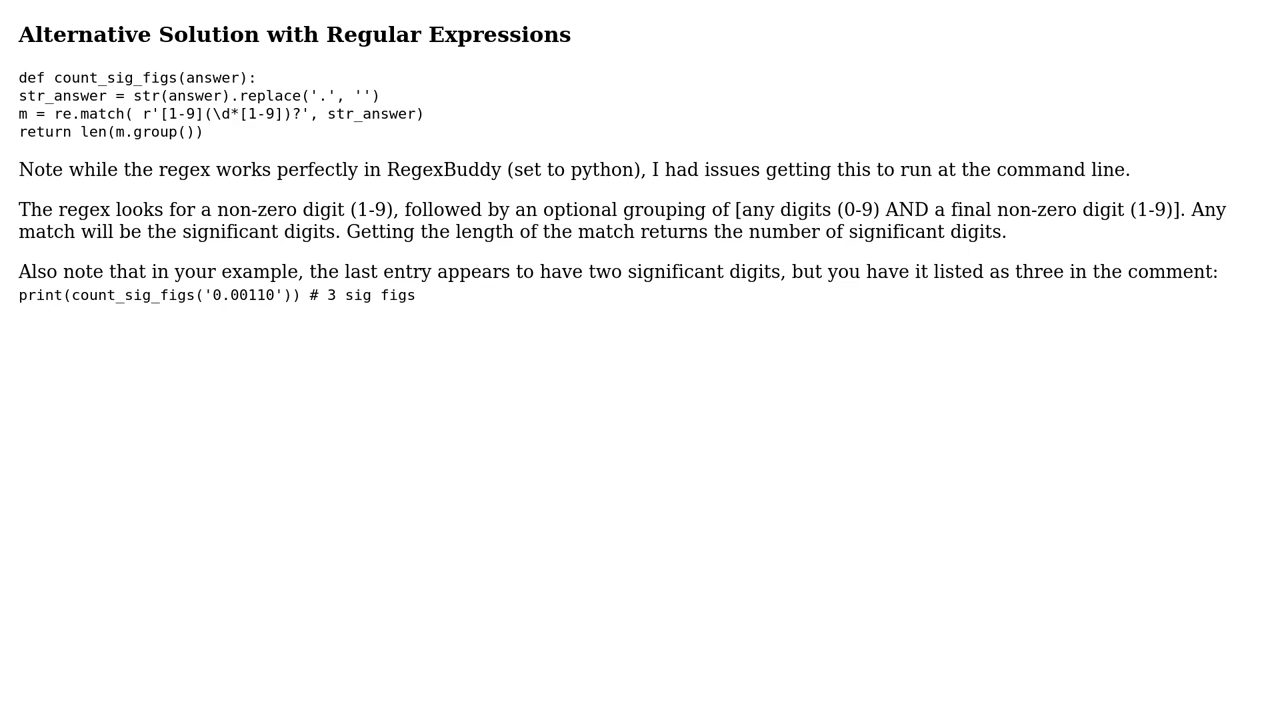 Alternative Solution with Regular Expressions
def count_sig_figs(answer):
str_answer = str(answer).replace('.', '')
m = re.match( r'[1-9](\d*[1-9])?', str_answer)
return len(m.group())
Note while the regex works perfectly in RegexBuddy (set to python), I had issues getting this to run at the command line.
The regex looks for a non-zero digit (1-9), followed by an optional grouping of [any digits (0-9) AND a final non-zero digit (1-9)]. Any
match will be the significant digits. Getting the length of the match returns the number of significant digits.
Also note that in your example, the last entry appears to have two significant digits, but you have it listed as three in the comment:
print(count_sig_figs('0.00110')) # 3 sig figs